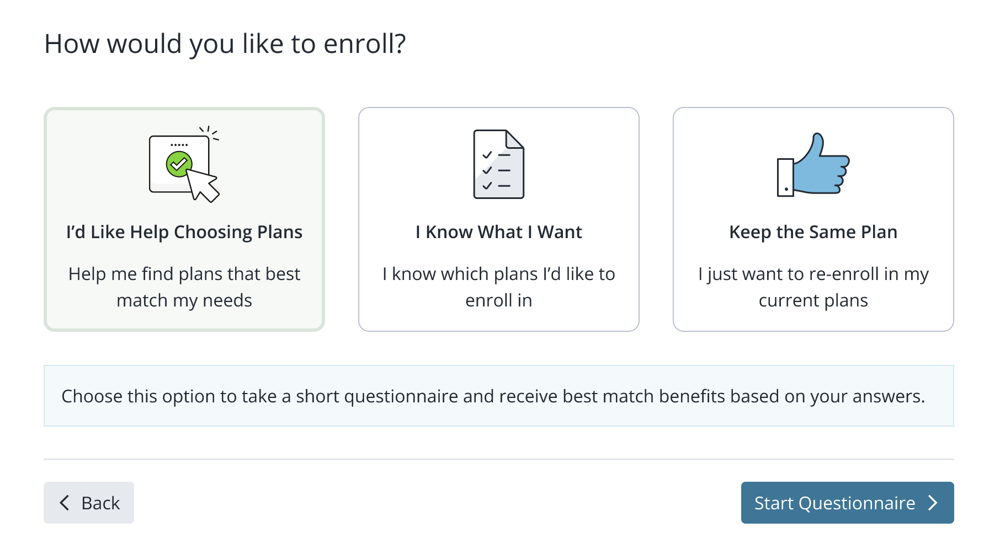 How would you like to enroll?
I’d Like Help Choosing Plans
Help me find plans that best
match my needs
I Know What I Want
I know which plans I’d like to
enroll in
Keep the Same Plan
I just want to re-enroll in my
current plans
Choose this option to take a short questionnaire and receive best match benefits based on your answers.
Back
Start Questionnaire